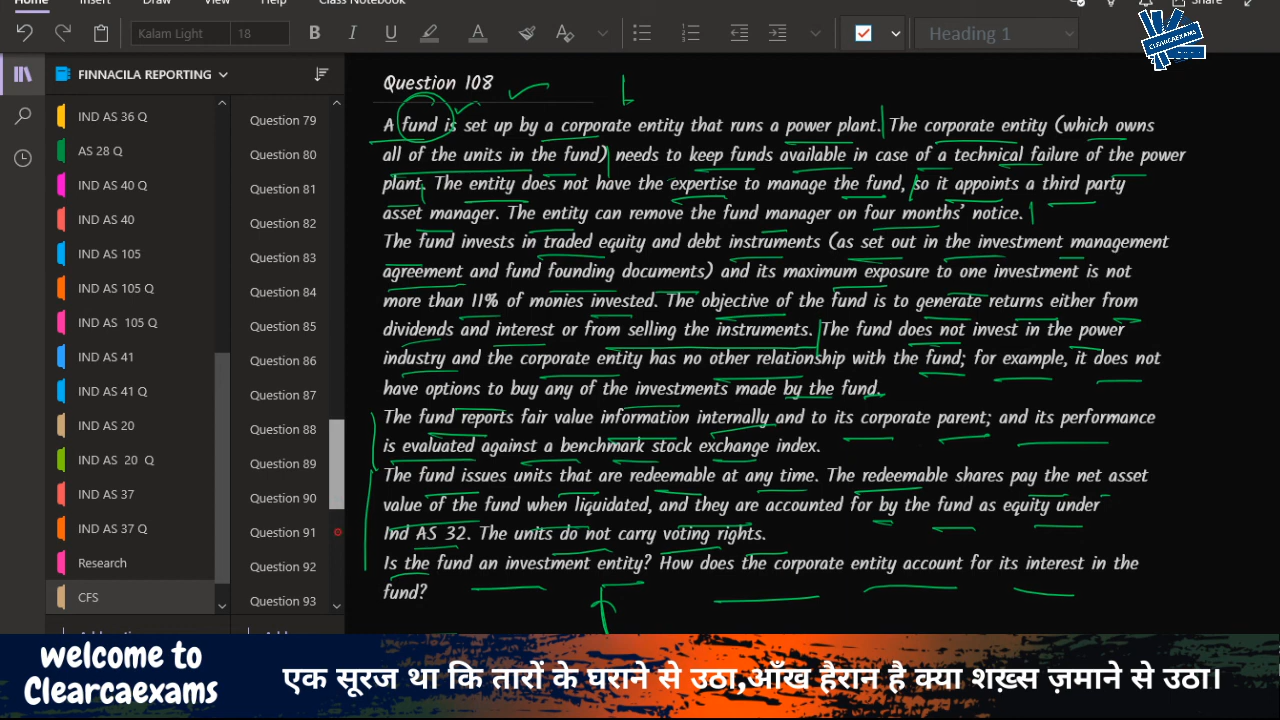 Home Insert Draw View Help Class Notebook Share
Kalam Light 18 B I U A Heading 1
CLEARCAEXAMS
FINNACILA REPORTING
IND AS 36 Q
AS 28 Q
IND AS 40 Q
IND AS 40
IND AS 105
IND AS 105 Q
IND AS 105 Q
IND AS 41
IND AS 41 Q
IND AS 20
IND AS 20 Q
IND AS 37
IND AS 37 Q
Research
CFS
Question 79
Question 80
Question 81
Question 82
Question 83
Question 84
Question 85
Question 86
Question 87
Question 88
Question 89
Question 90
Question 91
Question 92
Question 93
Question 108
A fund is set up by a corporate entity that runs a power plant. The corporate entity (which owns
all of the units in the fund) needs to keep funds available in case of a technical failure of the power
plant. The entity does not have the expertise to manage the fund, so it appoints a third party
asset manager. The entity can remove the fund manager on four months' notice.
The fund invests in traded equity and debt instruments (as set out in the investment management
agreement and fund founding documents) and its maximum exposure to one investment is not
more than 11% of monies invested. The objective of the fund is to generate returns either from
dividends and interest or from selling the instruments. The fund does not invest in the power
industry and the corporate entity has no other relationship with the fund; for example, it does not
have options to buy any of the investments made by the fund.
The fund reports fair value information internally and to its corporate parent; and its performance
is evaluated against a benchmark stock exchange index.
The fund issues units that are redeemable at any time. The redeemable shares pay the net asset
value of the fund when liquidated, and they are accounted for by the fund as equity under
Ind AS 32. The units do not carry voting rights.
Is the fund an investment entity? How does the corporate entity account for its interest in the
fund?
welcome to
Clearcaexams
एक सूरज था कि तारों के घराने से उठा,आँख हैरान है क्या शख़्स ज़माने से उठा।